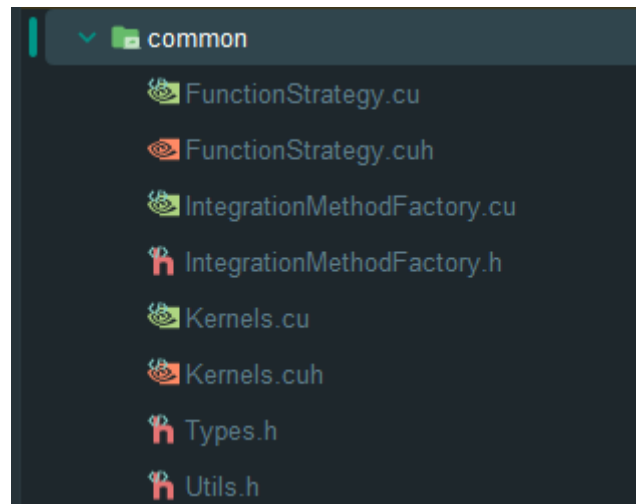 common
FunctionStrategy.cu
FunctionStrategy.cuh
IntegrationMethodFactory.cu
IntegrationMethodFactory.h
Kernels.cu
Kernels.cuh
Types.h
Utils.h